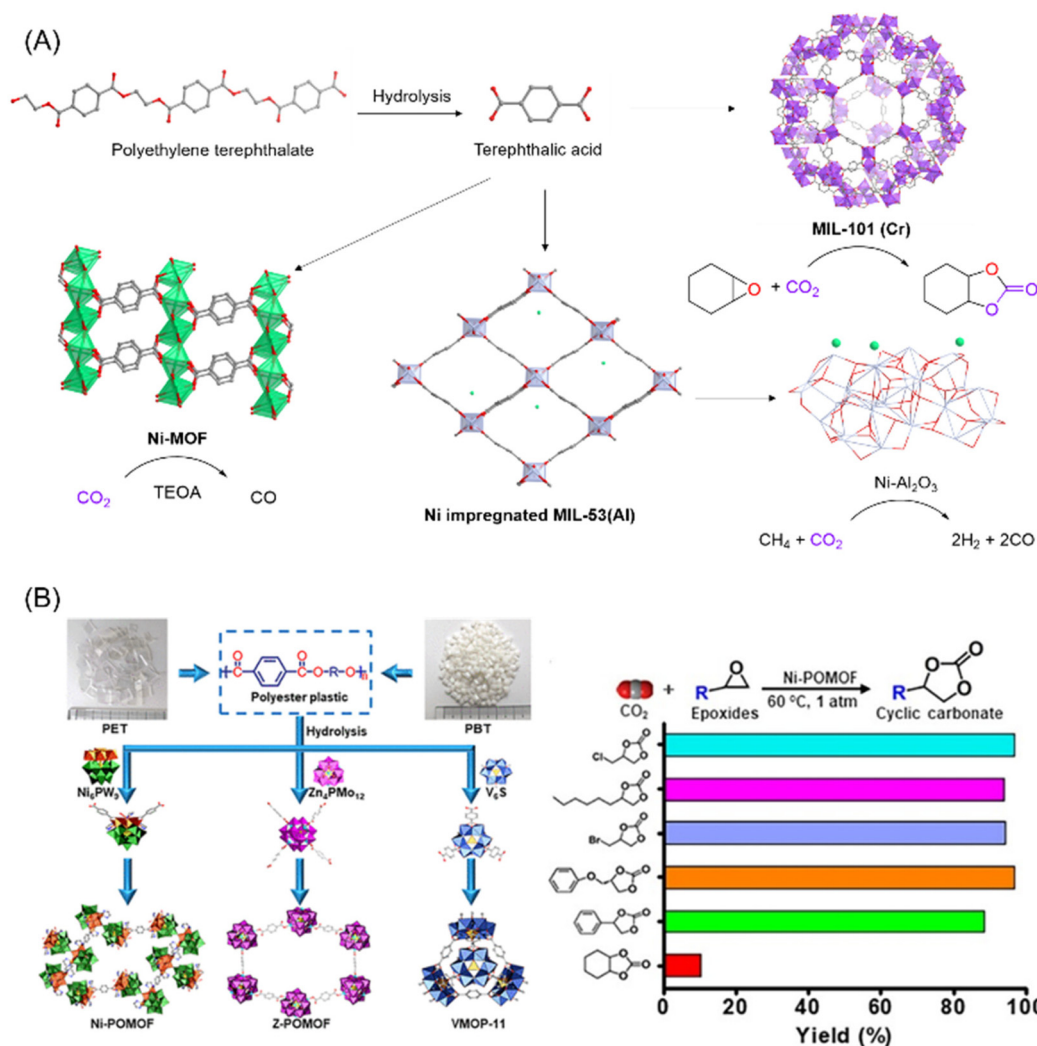 (A)
Hydrolysis
Polyethylene terephthalate
Terephthalic acid
MIL-101 (Cr)
O
+ CO2
O
O
O
Ni-MOF
CO2
TEOA
CO
Ni impregnated MIL-53(Al)
Ni-Al2O3
CH4 + CO2
2H2 + 2CO
(B)
PET
O
O
C
C
O
R
O
n
Polyester plastic
PBT
Hydrolysis
Ni6PW9
Zn4PMo12
V6S
Ni-POMOF
Z-POMOF
VMOP-11
CO2
+
R
O
Epoxides
Ni-POMOF
60 ºC, 1 atm
R
O
O
O
Cyclic carbonate
Cl
O
O
O
O
O
O
Br
O
O
O
O
O
O
O
O
O
O
O
O
O
0
20
40
60
80
100
Yield (%)